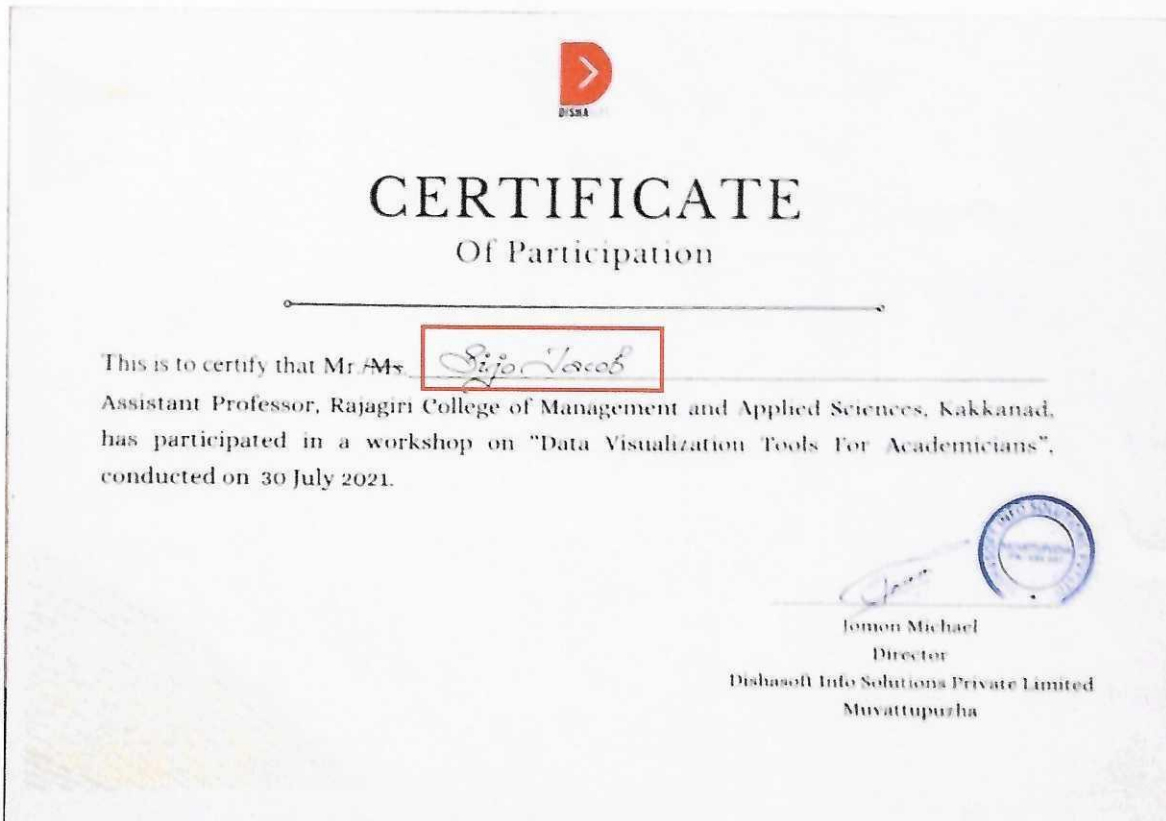 DISHA
CERTIFICATE
Of Participation
This is to certify that Mr /Ms Sijo Jacob
Assistant Professor, Rajagiri College of Management and Applied Sciences, Kakkanad,
has participated in a workshop on "Data Visualization Tools For Academicians",
conducted on 30 July 2021.
Jomon Michael
Director
Dishasoft Info Solutions Private Limited
Muvattupuzha